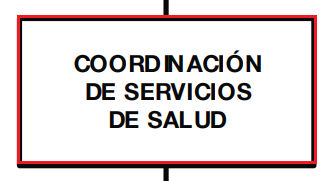 COORDINACIÓN
DE SERVICIOS
DE SALUD